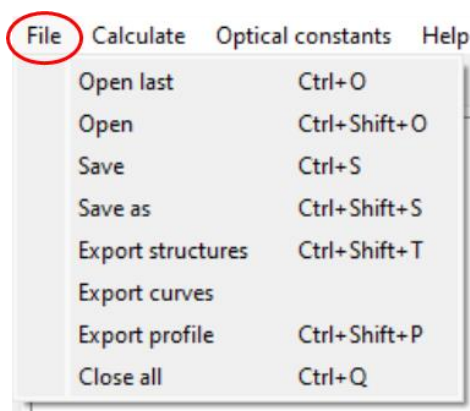 File Calculate Optical constants Help
Open last Ctrl+O
Open Ctrl+Shift+O
Save Ctrl+S
Save as Ctrl+Shift+S
Export structures Ctrl+Shift+T
Export curves
Export profile Ctrl+Shift+P
Close all Ctrl+Q